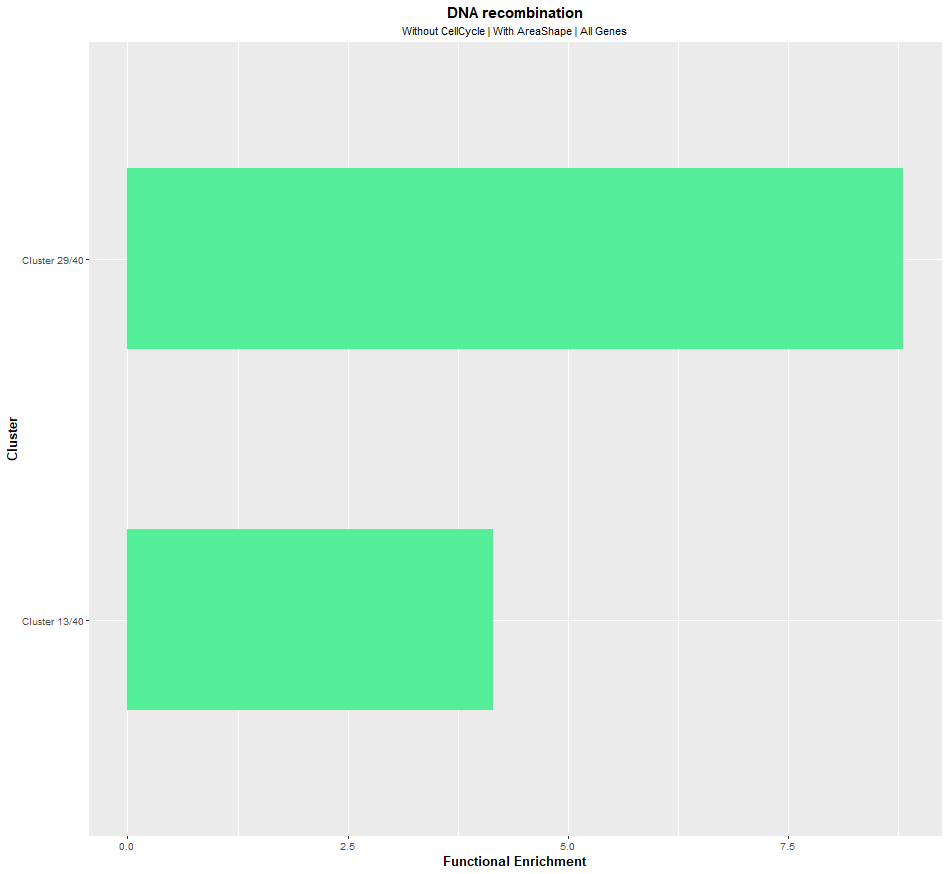 DNA recombination
Without CellCycle | With AreaShape | All Genes
Cluster 29/40
Cluster
Cluster 13/40
0.0 2.5 5.0 7.5
Functional Enrichment